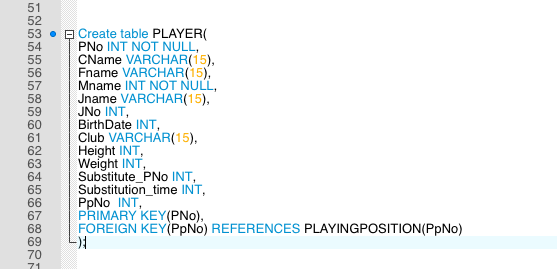 51
52
53 Create table PLAYER(
54 PNo INT NOT NULL,
55 CName VARCHAR(15),
56 Fname VARCHAR(15),
57 Mname INT NOT NULL,
58 Jname VARCHAR(15),
59 JNo INT,
60 BirthDate INT,
61 Club VARCHAR(15),
62 Height INT,
63 Weight INT,
64 Substitute_PNo INT,
65 Substitution_time INT,
66 PpNo  INT,
67 PRIMARY KEY(PNo),
68 FOREIGN KEY(PpNo) REFERENCES PLAYINGPOSITION(PpNo)
69 );
70
71